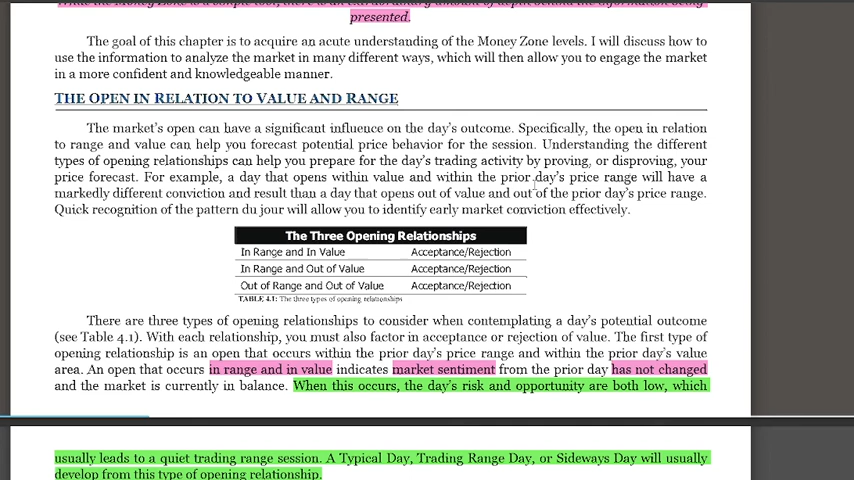 presented.
The goal of this chapter is to acquire an acute understanding of the Money Zone levels. I will discuss how to
use the information to analyze the market in many different ways, which will then allow you to engage the market
in a more confident and knowledgeable manner.
THE OPEN IN RELATION TO VALUE AND RANGE
The market's open can have a significant influence on the day's outcome. Specifically, the open in relation
to range and value can help you forecast potential price behavior for the session. Understanding the different
types of opening relationships can help you prepare for the day's trading activity by proving, or disproving, your
price forecast. For example, a day that opens within value and within the prior day's price range will have a
markedly different conviction and result than a day that opens out of value and out of the prior day's price range.
Quick recognition of the pattern du jour will allow you to identify early market conviction effectively.
The Three Opening Relationships
In Range and In Value Acceptance/Rejection
In Range and Out of Value Acceptance/Rejection
Out of Range and Out of Value Acceptance/Rejection
TABLE 4.1: The three types of opening relationships
There are three types of opening relationships to consider when contemplating a day's potential outcome
(see Table 4.1). With each relationship, you must also factor in acceptance or rejection of value. The first type of
opening relationship is an open that occurs within the prior day's price range and within the prior day's value
area. An open that occurs in range and in value indicates market sentiment from the prior day has not changed
and the market is currently in balance. When this occurs, the day's risk and opportunity are both low, which
usually leads to a quiet trading range session. A Typical Day, Trading Range Day, or Sideways Day will usually
develop from this type of opening relationship.